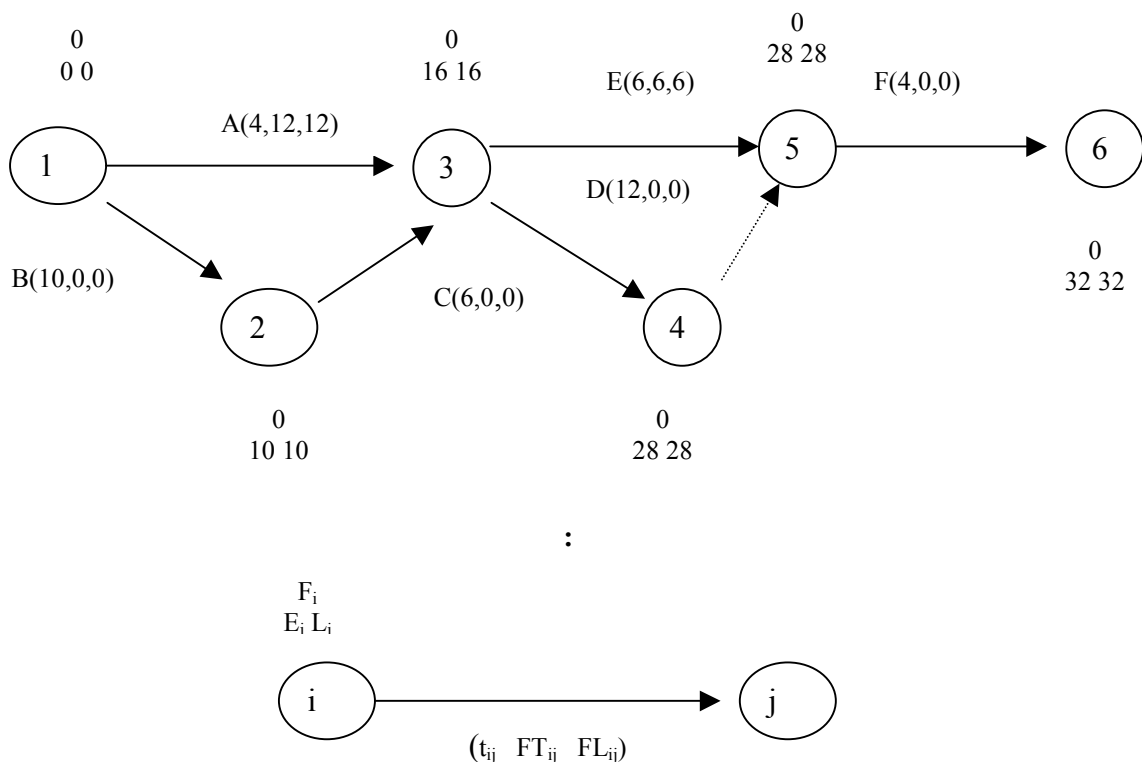 0
0 0
0
16 16
0
28 28
A(4,12,12)
E(6,6,6)
F(4,0,0)
1
3
5
6
D(12,0,0)
B(10,0,0)
C(6,0,0)
2
4
0
32 32
0
10 10
0
28 28
:
Fᵢ
Eᵢ Lᵢ
i
j
(tᵢⱼ FTᵢⱼ FLᵢⱼ)